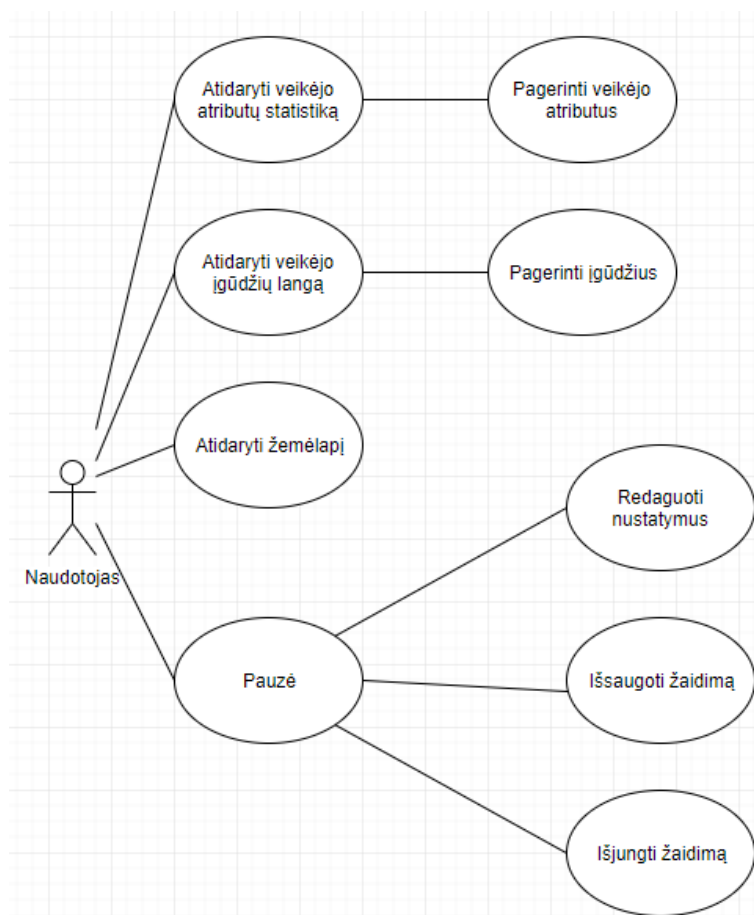 Atidaryti veikėjo
atributų statistiką
Pagerinti veikėjo
atributus
Atidaryti veikėjo
įgūdžių langą
Pagerinti įgūdžius
Atidaryti žemėlapį
Redaguoti
nustatymus
Naudotojas
Pauzė
Išsaugoti žaidimą
Išjungti žaidimą